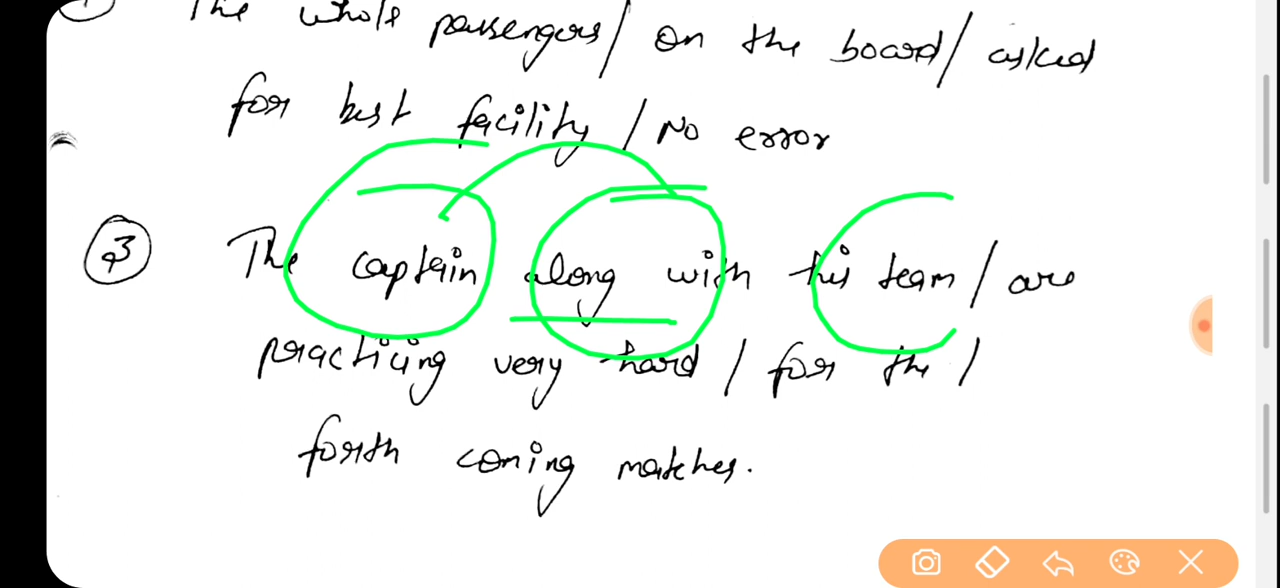 The whole passengers / on the board / asked
for best facility / No error
3 The captain along with his team / are
practicing very hard / for the /
forth coming matches.